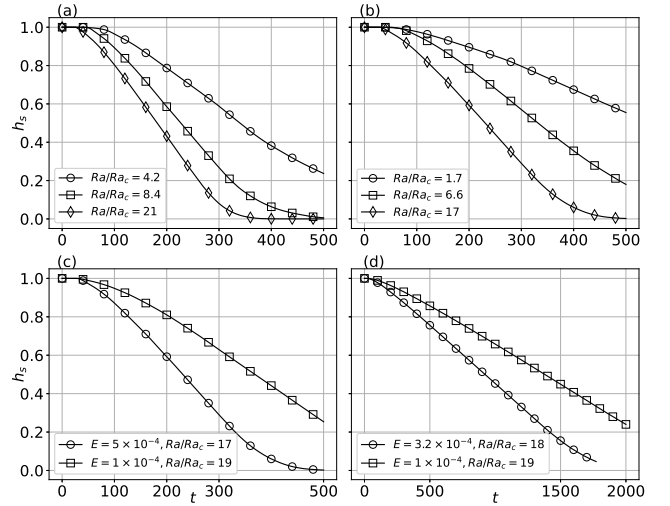 (a)
(b)
1.0
0.8
0.6
0.4
0.2
0.0
h_s
Ra/Ra_c = 4.2
Ra/Ra_c = 8.4
Ra/Ra_c = 21
0 100 200 300 400 500
Ra/Ra_c = 1.7
Ra/Ra_c = 6.6
Ra/Ra_c = 17
0 100 200 300 400 500
(c)
(d)
1.0
0.8
0.6
0.4
0.2
0.0
h_s
E = 5 × 10⁻⁴, Ra/Ra_c = 17
E = 1 × 10⁻⁴, Ra/Ra_c = 19
0 100 200 300 500
t
E = 3.2 × 10⁻⁴, Ra/Ra_c = 18
E = 1 × 10⁻⁴, Ra/Ra_c = 19
0 500 1000 1500 2000
t